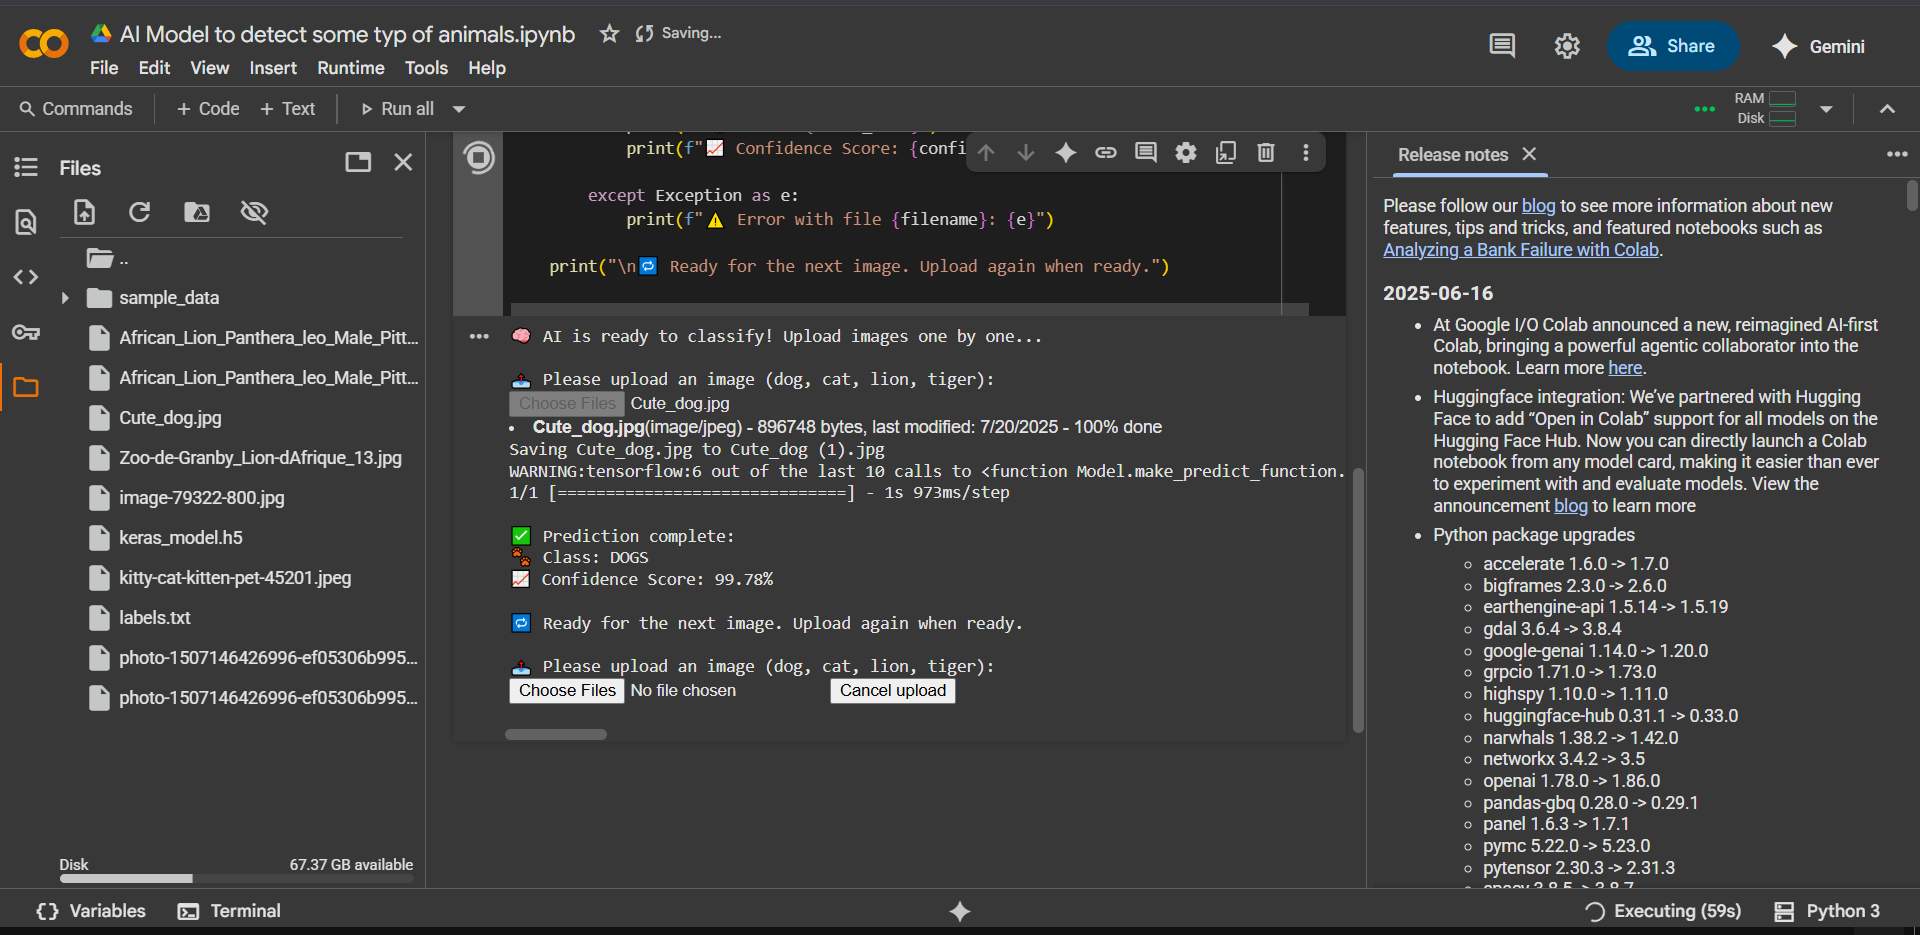 AI Model to detect some typ of animals.ipynb
Saving...
File Edit View Insert Runtime Tools Help
Share
Gemini
Commands
+ Code + Text
Run all
RAM
Disk
Files
..
sample_data
African_Lion_Panthera_leo_Male_Pitt...
African_Lion_Panthera_leo_Male_Pitt...
Cute_dog.jpg
Zoo-de-Granby_Lion-dAfrique_13.jpg
image-79322-800.jpg
keras_model.h5
kitty-cat-kitten-pet-45201.jpeg
labels.txt
photo-1507146426996-ef05306b995...
photo-1507146426996-ef05306b995...
Disk
67.37 GB available
print(f"📈 Confidence Score: {confi
except Exception as e:
print(f"⚠️ Error with file {filename}: {e}")
print("\n🔁 Ready for the next image. Upload again when ready.")
🧠 AI is ready to classify! Upload images one by one...
📤 Please upload an image (dog, cat, lion, tiger):
Choose Files Cute_dog.jpg
• Cute_dog.jpg(image/jpeg) - 896748 bytes, last modified: 7/20/2025 - 100% done
Saving Cute_dog.jpg to Cute_dog (1).jpg
WARNING:tensorflow:6 out of the last 10 calls to <function Model.make_predict_function.
1/1 [==============================] - 1s 973ms/step
✅ Prediction complete:
🐾 Class: DOGS
📈 Confidence Score: 99.78%
🔁 Ready for the next image. Upload again when ready.
📤 Please upload an image (dog, cat, lion, tiger):
Choose Files No file chosen Cancel upload
Release notes
Please follow our blog to see more information about new
features, tips and tricks, and featured notebooks such as
Analyzing a Bank Failure with Colab.
2025-06-16
• At Google I/O Colab announced a new, reimagined AI-first
Colab, bringing a powerful agentic collaborator into the
notebook. Learn more here.
• Huggingface integration: We've partnered with Hugging
Face to add “Open in Colab” support for all models on the
Hugging Face Hub. Now you can directly launch a Colab
notebook from any model card, making it easier than ever
to experiment with and evaluate models. View the
announcement blog to learn more
• Python package upgrades
accelerate 1.6.0 -> 1.7.0
bigframes 2.3.0 -> 2.6.0
earthengine-api 1.5.14 -> 1.5.19
gdal 3.6.4 -> 3.8.4
google-genai 1.14.0 -> 1.20.0
grpcio 1.71.0 -> 1.73.0
highspy 1.10.0 -> 1.11.0
huggingface-hub 0.31.1 -> 0.33.0
narwhals 1.38.2 -> 1.42.0
networkx 3.4.2 -> 3.5
openai 1.78.0 -> 1.86.0
pandas-gbq 0.28.0 -> 0.29.1
panel 1.6.3 -> 1.7.1
pymc 5.22.0 -> 5.23.0
pytensor 2.30.3 -> 2.31.3
Variables
Terminal
Executing (59s)
Python 3